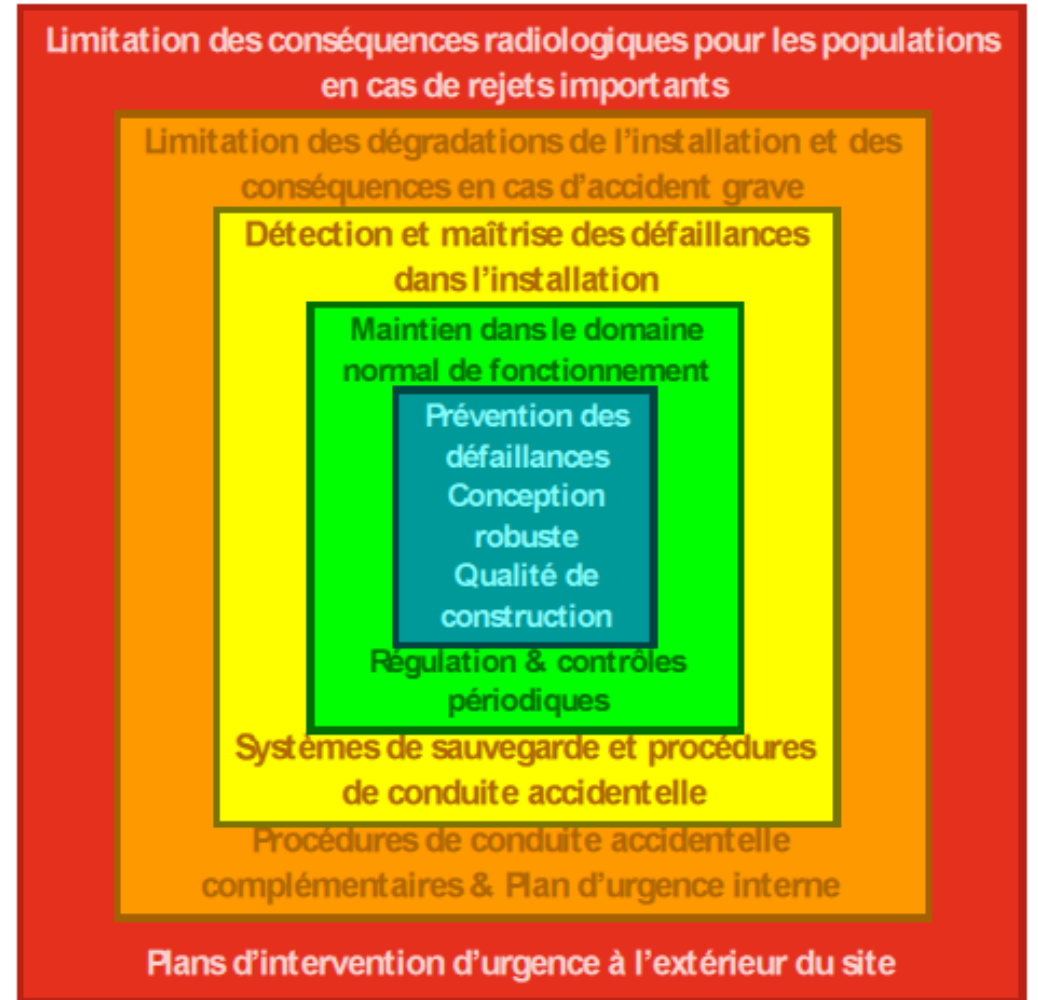 Limitation des conséquences radiologiques pour les populations
en cas de rejets importants
Limitation des dégradations de l'installation et des
conséquences en cas d'accident grave
Détection et maîtrise des défaillances
dans l'installation
Maintien dans le domaine
normal de fonctionnement
Prévention des
défaillances
Conception
robuste
Qualité de
construction
Régulation & contrôles
périodiques
Systèmes de sauvegarde et procédures
de conduite accidentelle
Procédures de conduite accidentelle
complémentaires & Plan d'urgence interne
Plans d'intervention d'urgence à l'extérieur du site